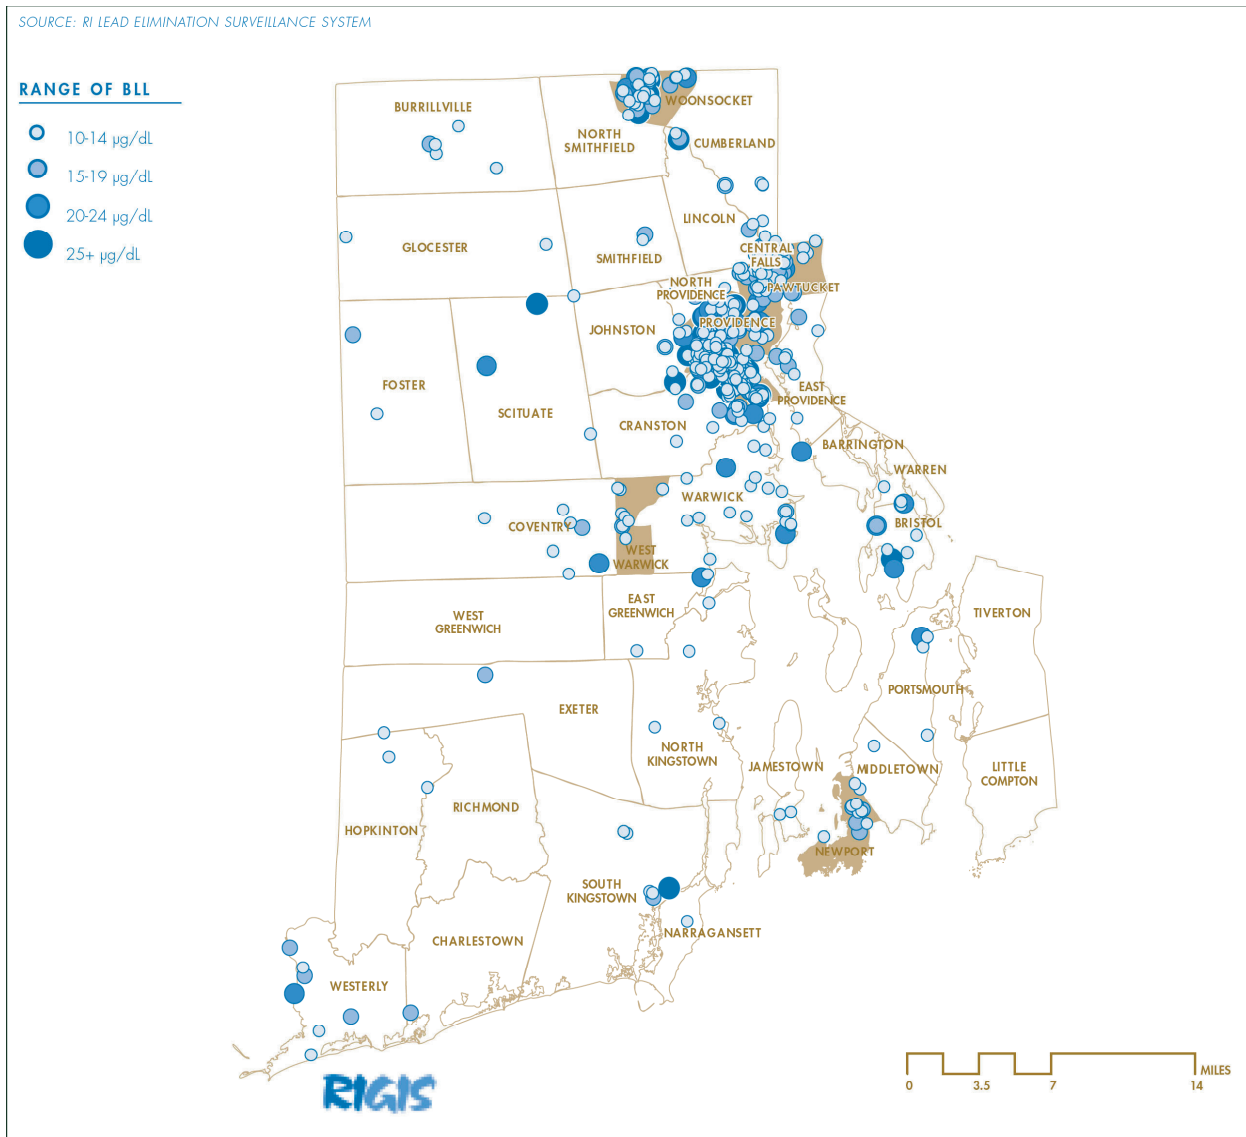 SOURCE: RI LEAD ELIMINATION SURVEILLANCE SYSTEM
RANGE OF BLL
10-14 µg/dL
15-19 µg/dL
20-24 µg/dL
25+ µg/dL
BURRILLVILLE
WOONSOCKET
NORTH
SMITHFIELD
CUMBERLAND
LINCOLN
GLOCESTER
SMITHFIELD
CENTRAL
FALLS
NORTH
PROVIDENCE
PAWTUCKET
JOHNSTON
PROVIDENCE
FOSTER
SCITUATE
EAST
PROVIDENCE
CRANSTON
BARRINGTON
WARREN
WARWICK
COVENTRY
BRISTOL
WEST
WARWICK
WEST
GREENWICH
EAST
GREENWICH
TIVERTON
PORTSMOUTH
EXETER
NORTH
KINGSTOWN
JAMESTOWN
MIDDLETOWN
LITTLE
COMPTON
RICHMOND
HOPKINTON
NEWPORT
SOUTH
KINGSTOWN
NARRAGANSETT
CHARLESTOWN
WESTERLY
RIGIS
MILES
0 3.5 7 14